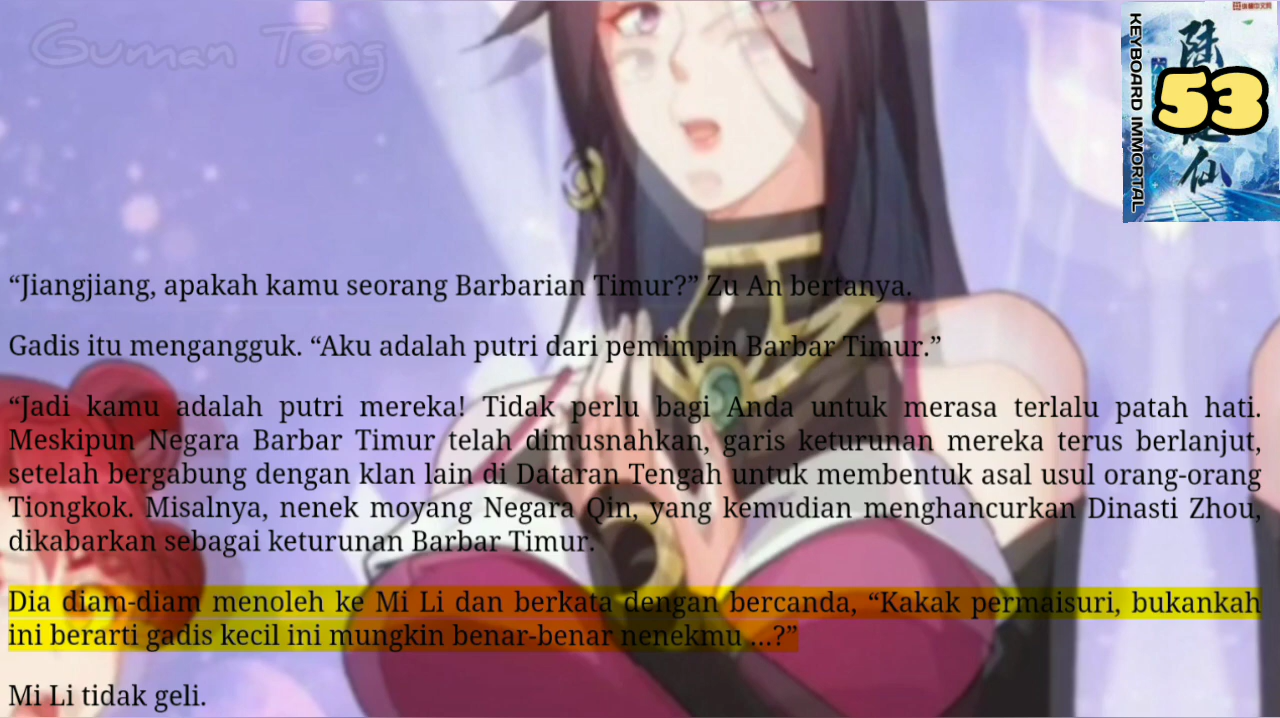 Guman Tong
KEYBOARD IMMORTAL
53
“Jiangjiang, apakah kamu seorang Barbarian Timur?” Zu An bertanya.
Gadis itu mengangguk. “Aku adalah putri dari pemimpin Barbar Timur.”
“Jadi kamu adalah putri mereka! Tidak perlu bagi Anda untuk merasa terlalu patah hati.
Meskipun Negara Barbar Timur telah dimusnahkan, garis keturunan mereka terus berlanjut,
setelah bergabung dengan klan lain di Dataran Tengah untuk membentuk asal usul orang-orang
Tiongkok. Misalnya, nenek moyang Negara Qin, yang kemudian menghancurkan Dinasti Zhou,
dikabarkan sebagai keturunan Barbar Timur.
Dia diam-diam menoleh ke Mi Li dan berkata dengan bercanda, “Kakak permaisuri, bukankah
ini berarti gadis kecil ini mungkin benar-benar nenekmu ...?”
Mi Li tidak geli.